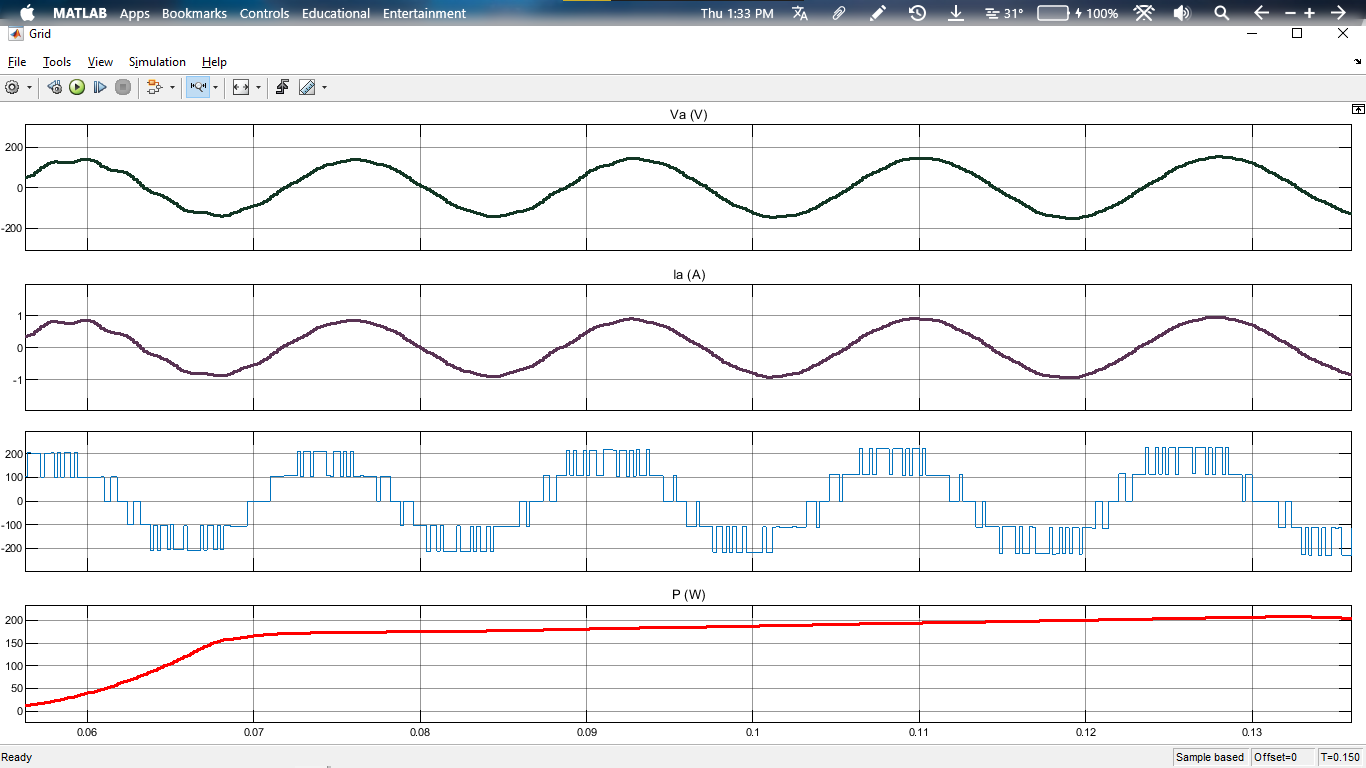 MATLAB Apps Bookmarks Controls Educational Entertainment Thu 1:33 PM 31° 100%
Grid
File Tools View Simulation Help
Va (V)
200
0
-200
Ia (A)
1
0
-1
200
100
0
-100
-200
P (W)
200
150
100
50
0
0.06 0.07 0.08 0.09 0.1 0.11 0.12 0.13
Ready Sample based Offset=0 T=0.150